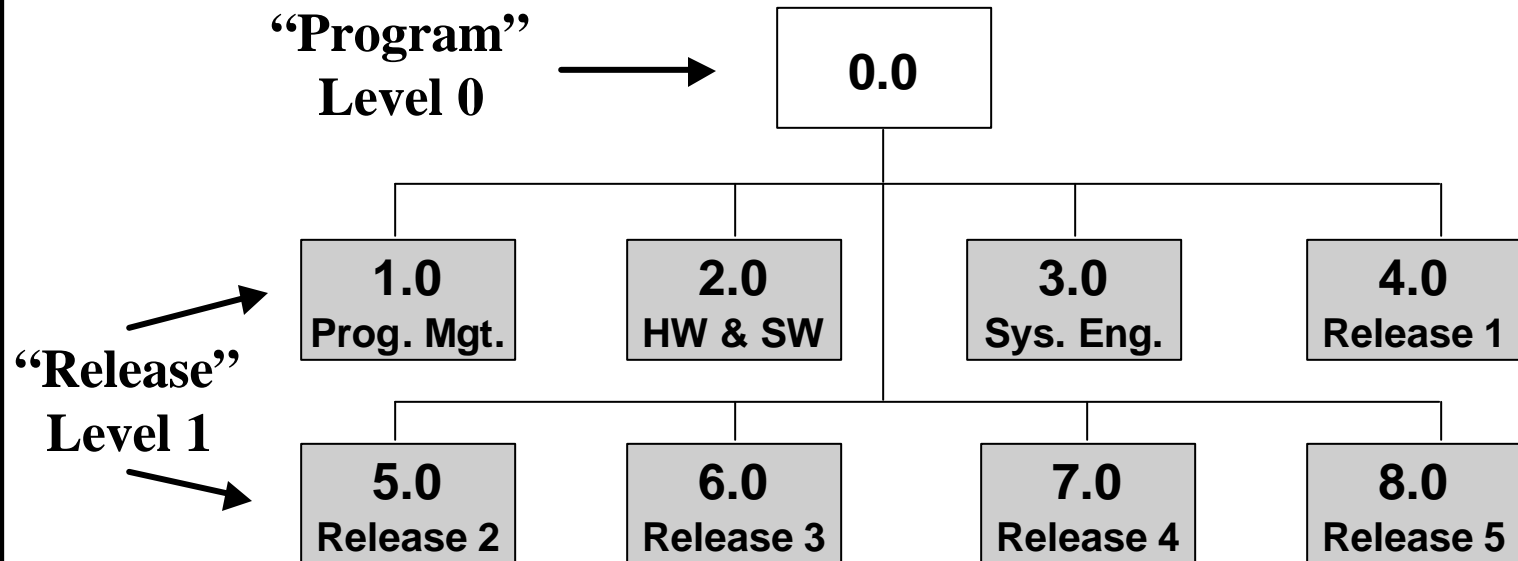 “Program”
Level 0
0.0
1.0
Prog. Mgt.
2.0
HW & SW
3.0
Sys. Eng.
4.0
Release 1
“Release”
Level 1
5.0
Release 2
6.0
Release 3
7.0
Release 4
8.0
Release 5